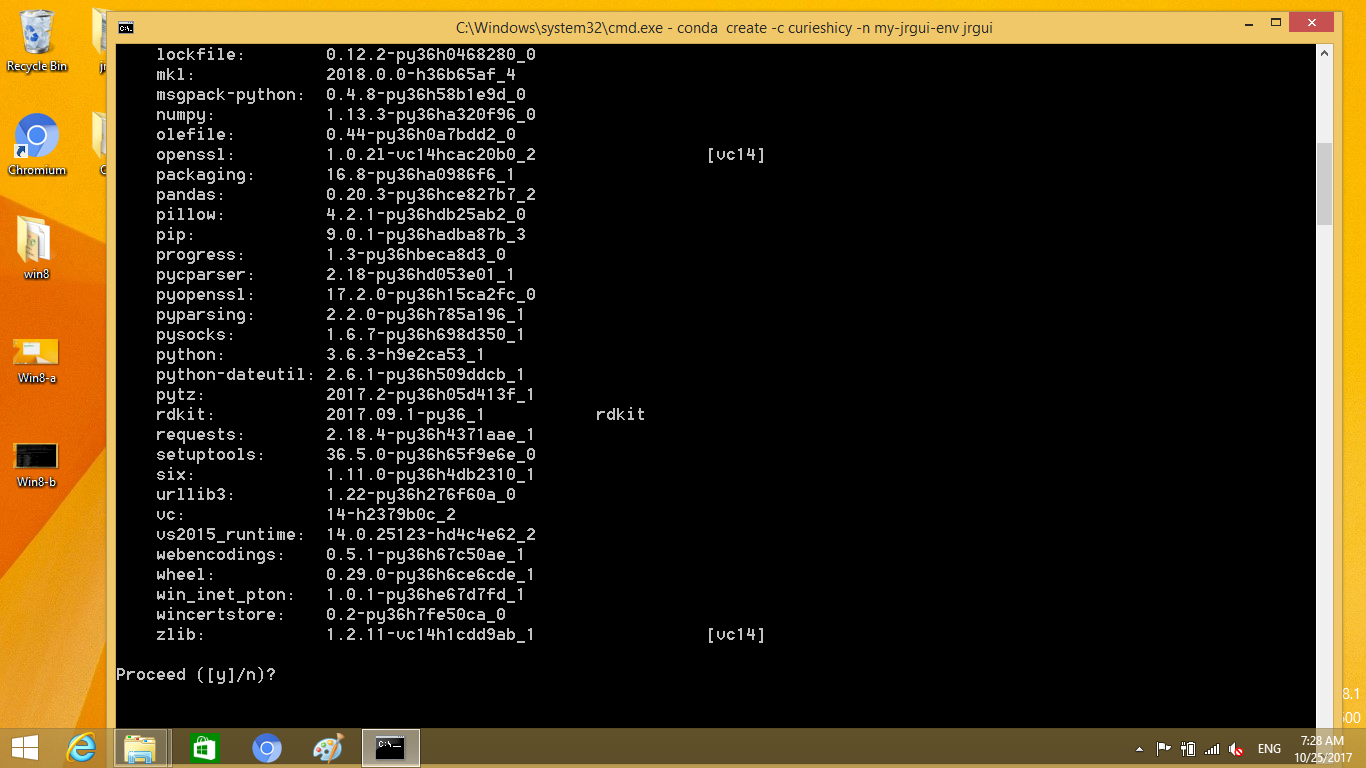 C:\Windows\system32\cmd.exe - conda  create -c curieshicy -n my-jrgui-env jrgui
lockfile: 0.12.2-py36h0468280_0
mkl: 2018.0.0-h36b65af_4
msgpack-python: 0.4.8-py36h58b1e9d_0
numpy: 1.13.3-py36ha320f96_0
olefile: 0.44-py36h0a7bdd2_0
openssl: 1.0.2l-vc14hcac20b0_2 [vc14]
packaging: 16.8-py36ha0986f6_1
pandas: 0.20.3-py36hce827b7_2
pillow: 4.2.1-py36hdb25ab2_0
pip: 9.0.1-py36hadba87b_3
progress: 1.3-py36hbeca8d3_0
pycparser: 2.18-py36hd053e01_1
pyopenssl: 17.2.0-py36h15ca2fc_0
pyparsing: 2.2.0-py36h785a196_1
pysocks: 1.6.7-py36h698d350_1
python: 3.6.3-h9e2ca53_1
python-dateutil: 2.6.1-py36h509ddcb_1
pytz: 2017.2-py36h05d413f_1
rdkit: 2017.09.1-py36_1 rdkit
requests: 2.18.4-py36h4371aae_1
setuptools: 36.5.0-py36h65f9e6e_0
six: 1.11.0-py36h4db2310_1
urllib3: 1.22-py36h276f60a_0
vc: 14-h2379b0c_2
vs2015_runtime: 14.0.25123-hd4c4e62_2
webencodings: 0.5.1-py36h67c50ae_1
wheel: 0.29.0-py36h6ce6cde_1
win_inet_pton: 1.0.1-py36he67d7fd_1
wincertstore: 0.2-py36h7fe50ca_0
zlib: 1.2.11-vc14h1cdd9ab_1 [vc14]
Proceed ([y]/n)?
Recycle Bin
Chromium
win8
Win8-a
Win8-b
8.1
ENG
7:28 AM
10/25/2017